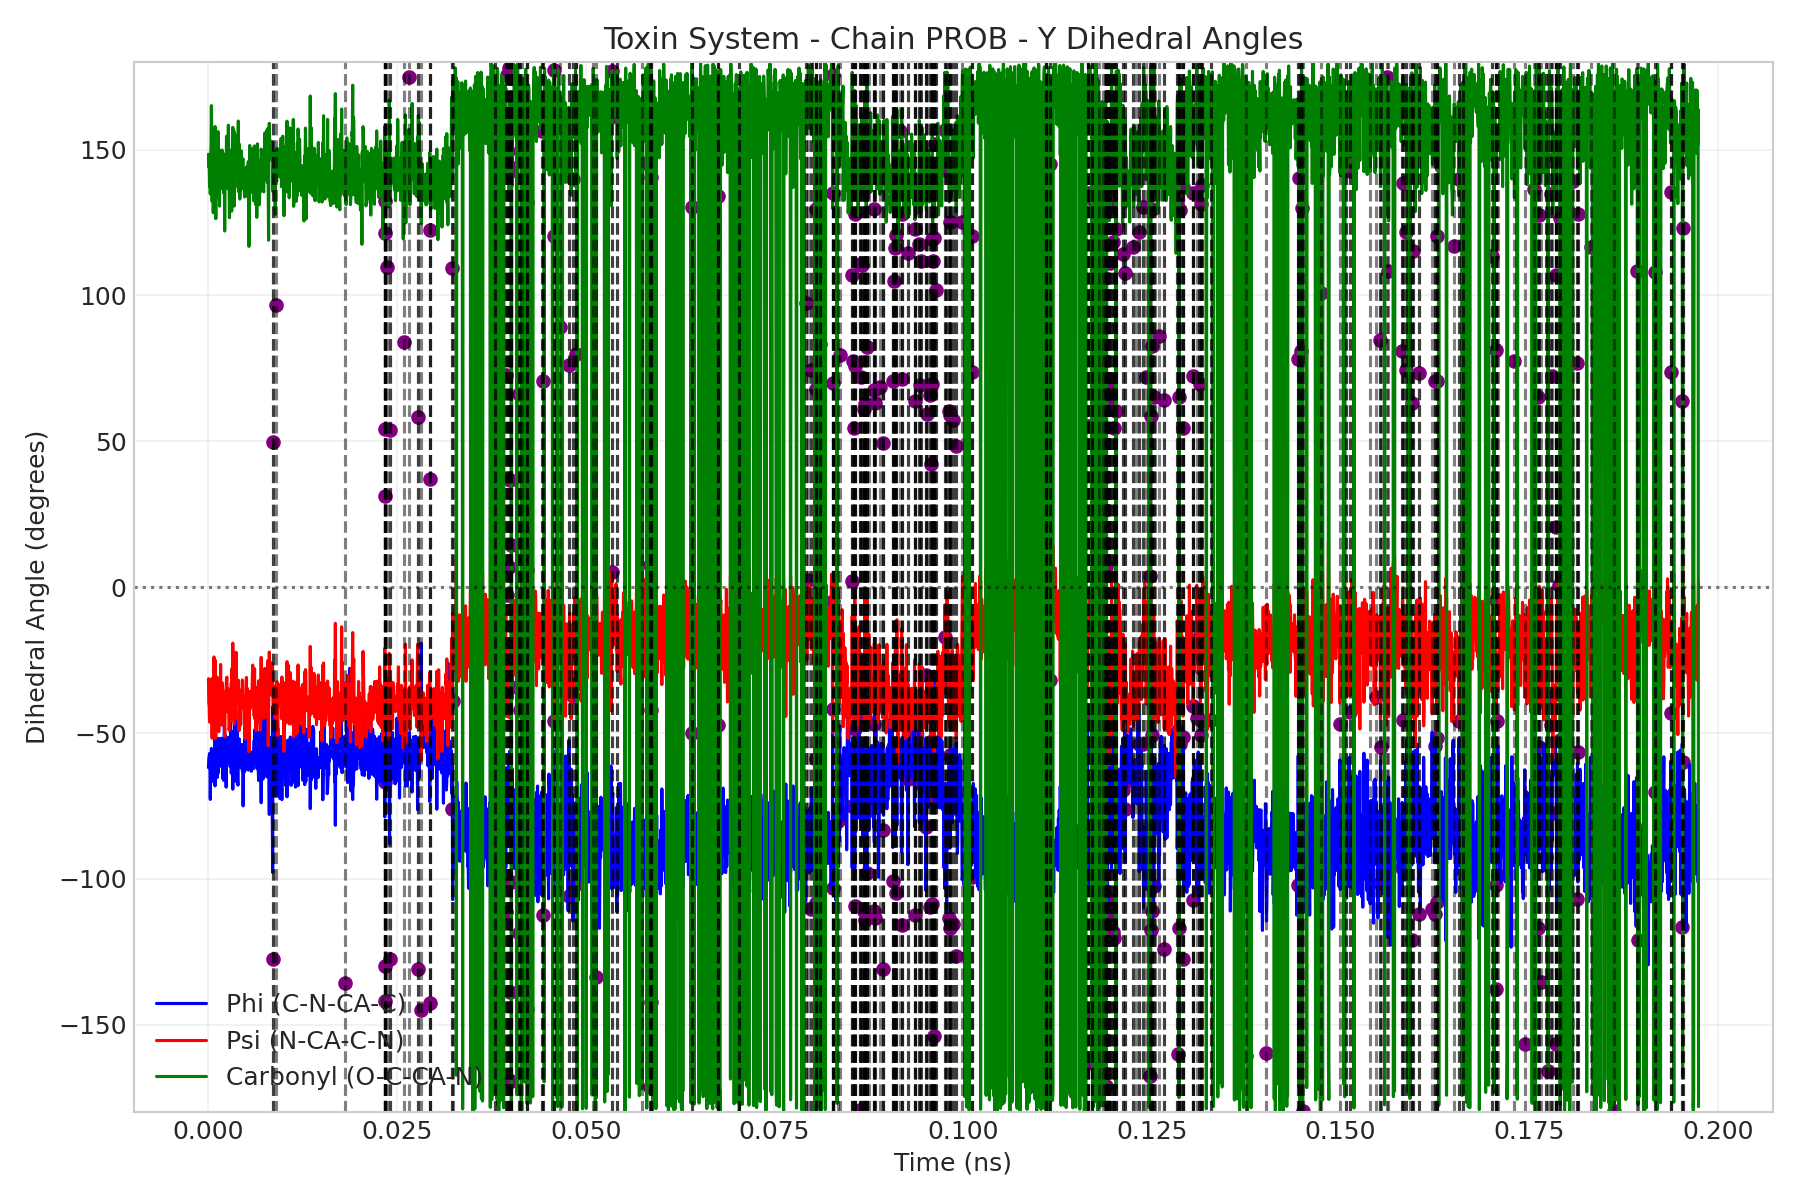 Toxin System - Chain PROB - Y Dihedral Angles
Dihedral Angle (degrees)
150
100
50
0
−50
−100
−150
Phi (C-N-CA-C)
Psi (N-CA-C-N)
Carbonyl (O-C-CA-N)
0.000 0.025 0.050 0.075 0.100 0.125 0.150 0.175 0.200
Time (ns)